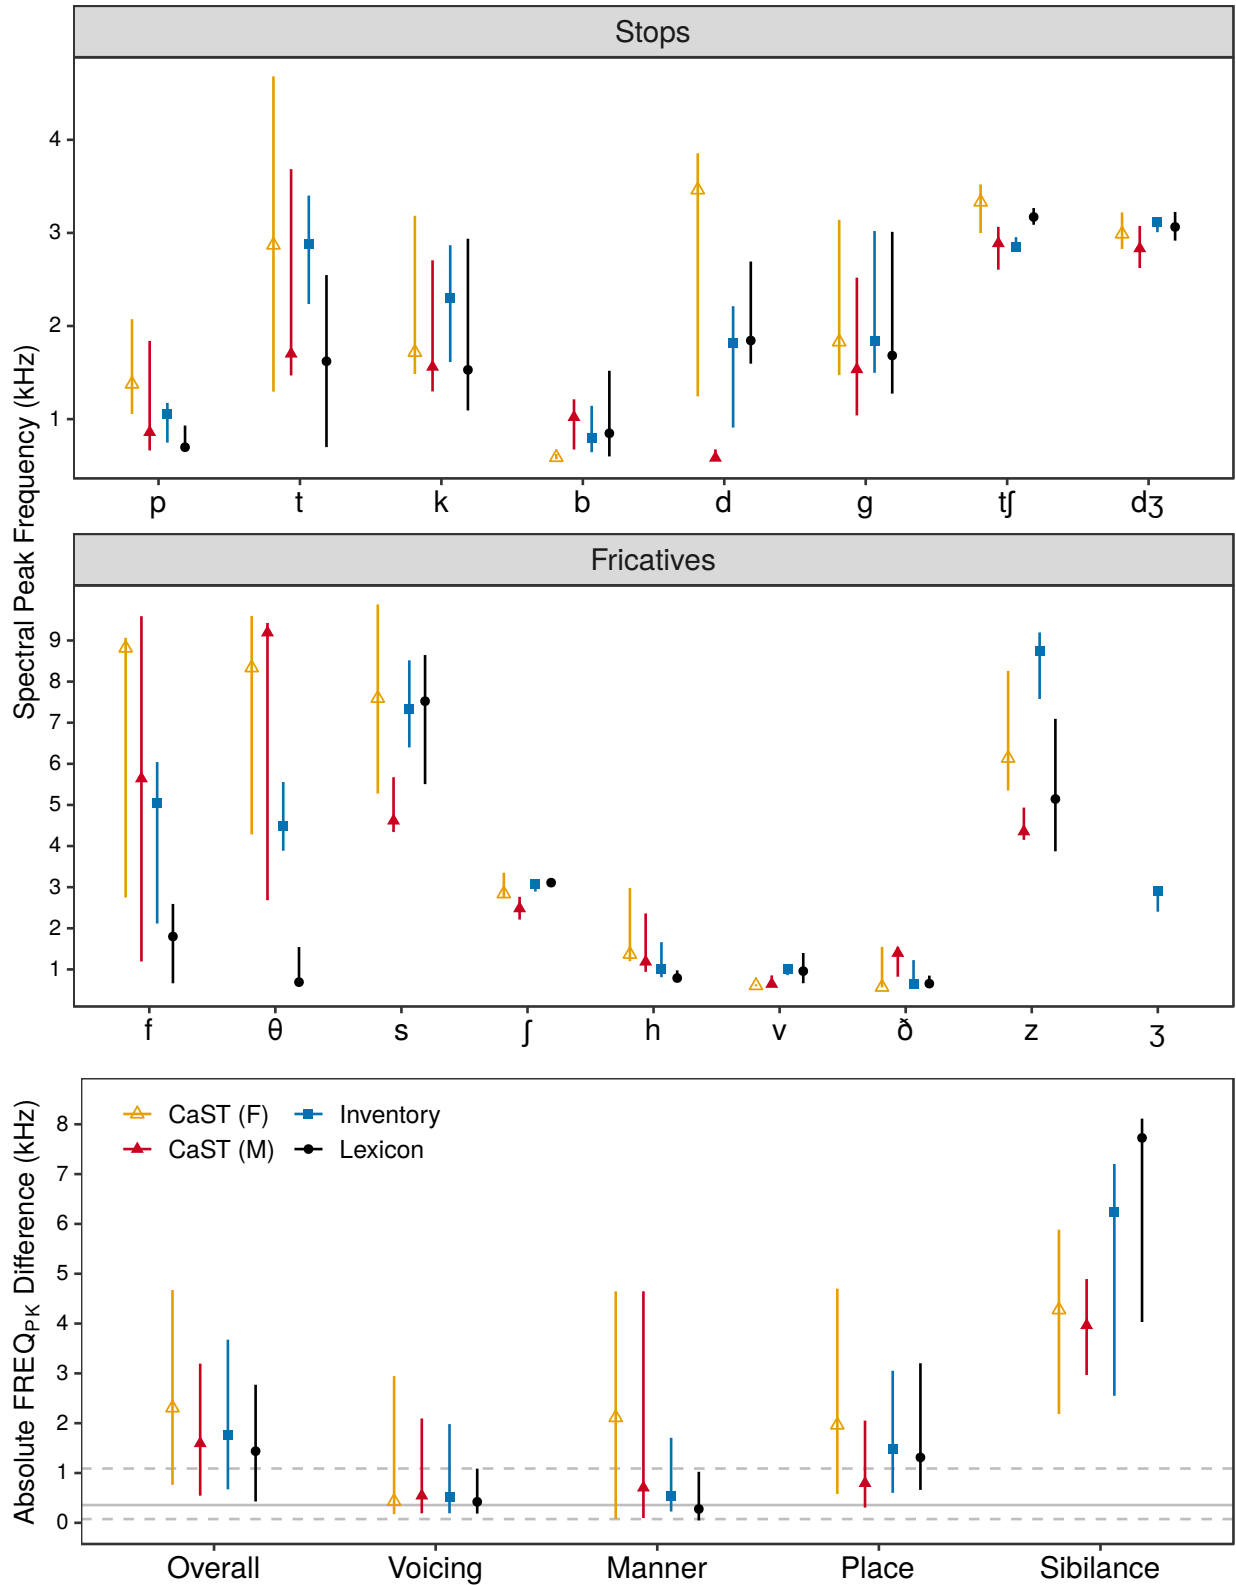 Stops
Spectral Peak Frequency (kHz)
4
3
2
1
p t k b d g tʃ dʒ
Fricatives
9
8
7
6
5
4
3
2
1
f θ s ʃ h v ð z ʒ
Absolute FREQPK Difference (kHz)
CaST (F) Inventory
CaST (M) Lexicon
8
7
6
5
4
3
2
1
0
Overall Voicing Manner Place Sibilance